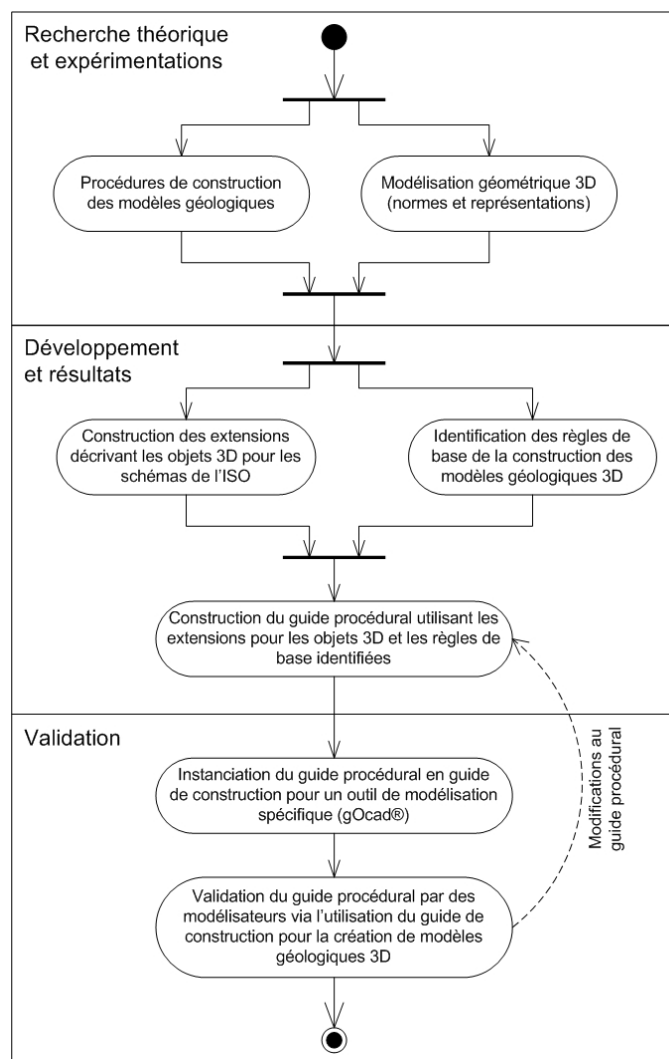 Recherche théorique
et expérimentations
Procédures de construction
des modèles géologiques
Modélisation géométrique 3D
(normes et représentations)
Développement
et résultats
Construction des extensions
décrivant les objets 3D pour les
schémas de l'ISO
Identification des règles de
base de la construction des
modèles géologiques 3D
Construction du guide procédural utilisant les
extensions pour les objets 3D et les règles de
base identifiées
Validation
Instanciation du guide procédural en guide
de construction pour un outil de modélisation
spécifique (gOcad®)
Modifications au
guide procédural
Validation du guide procédural par des
modélisateurs via l'utilisation du guide de
construction pour la création de modèles
géologiques 3D